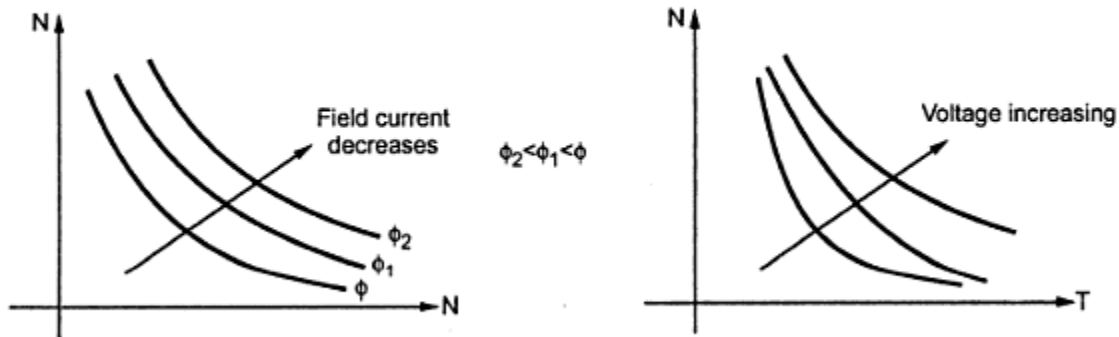 N
Field current
decreases
ϕ2<ϕ1<ϕ
ϕ2
ϕ1
ϕ
N
N
Voltage increasing
T